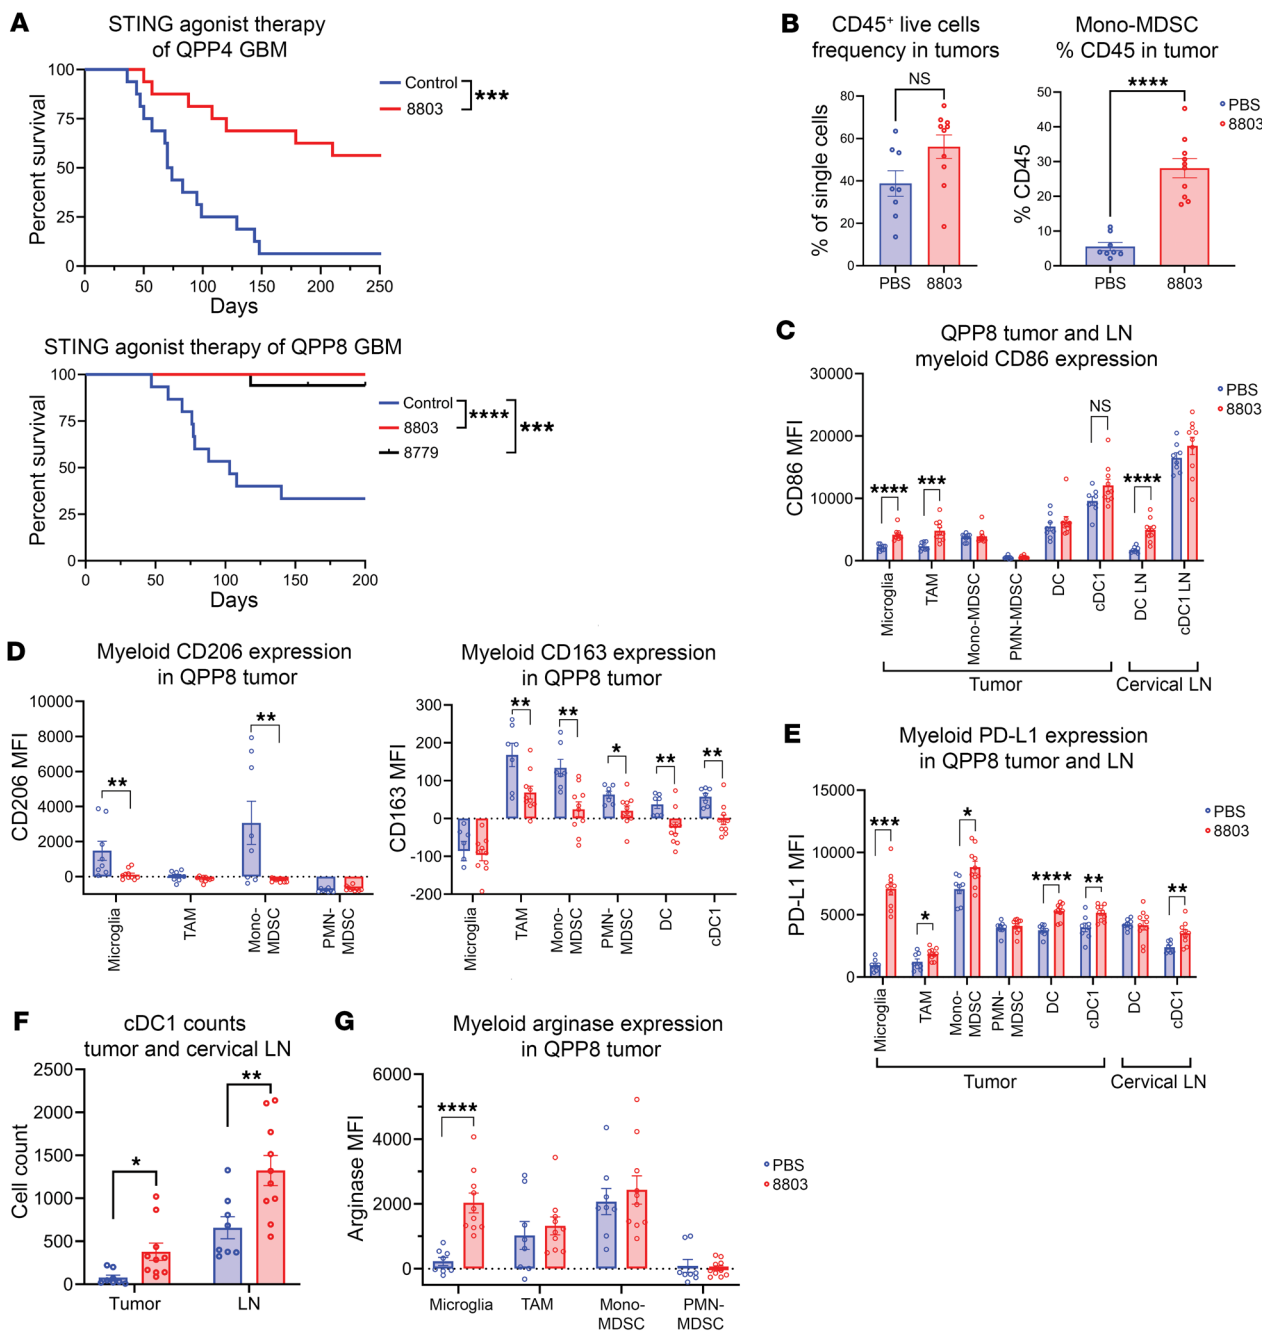 A
STING agonist therapy
of QPP4 GBM
Percent survival
100
75
50
25
0
0 50 100 150 200 250
Days
Control
8803
***
STING agonist therapy of QPP8 GBM
Percent survival
100
75
50
25
0
0 50 100 150 200
Days
Control
8803
8779
****
***
B
CD45+ live cells
frequency in tumors
NS
% of single cells
80
60
40
20
0
PBS 8803
Mono-MDSC
% CD45 in tumor
****
% CD45
50
40
30
20
10
0
PBS 8803
PBS
8803
C
QPP8 tumor and LN
myeloid CD86 expression
CD86 MFI
30000
20000
10000
0
**** *** NS ****
PBS
8803
Microglia TAM Mono-MDSC PMN-MDSC DC cDC1 DC LN cDC1 LN
Tumor Cervical LN
D
Myeloid CD206 expression
in QPP8 tumor
CD206 MFI
10000
8000
6000
4000
2000
0
** **
Microglia TAM Mono-MDSC PMN-MDSC
Myeloid CD163 expression
in QPP8 tumor
CD163 MFI
300
200
100
0
-100
-200
** ** * ** **
Microglia TAM Mono-MDSC PMN-MDSC DC cDC1
E
Myeloid PD-L1 expression
in QPP8 tumor and LN
PD-L1 MFI
15000
10000
5000
0
*** * * **** ** **
PBS
8803
Microglia TAM Mono-MDSC PMN-MDSC DC cDC1 DC cDC1
Tumor Cervical LN
F
cDC1 counts
tumor and cervical LN
Cell count
2500
2000
1500
1000
500
0
* **
Tumor LN
G
Myeloid arginase expression
in QPP8 tumor
Arginase MFI
6000
4000
2000
0
****
Microglia TAM Mono-MDSC PMN-MDSC
PBS
8803